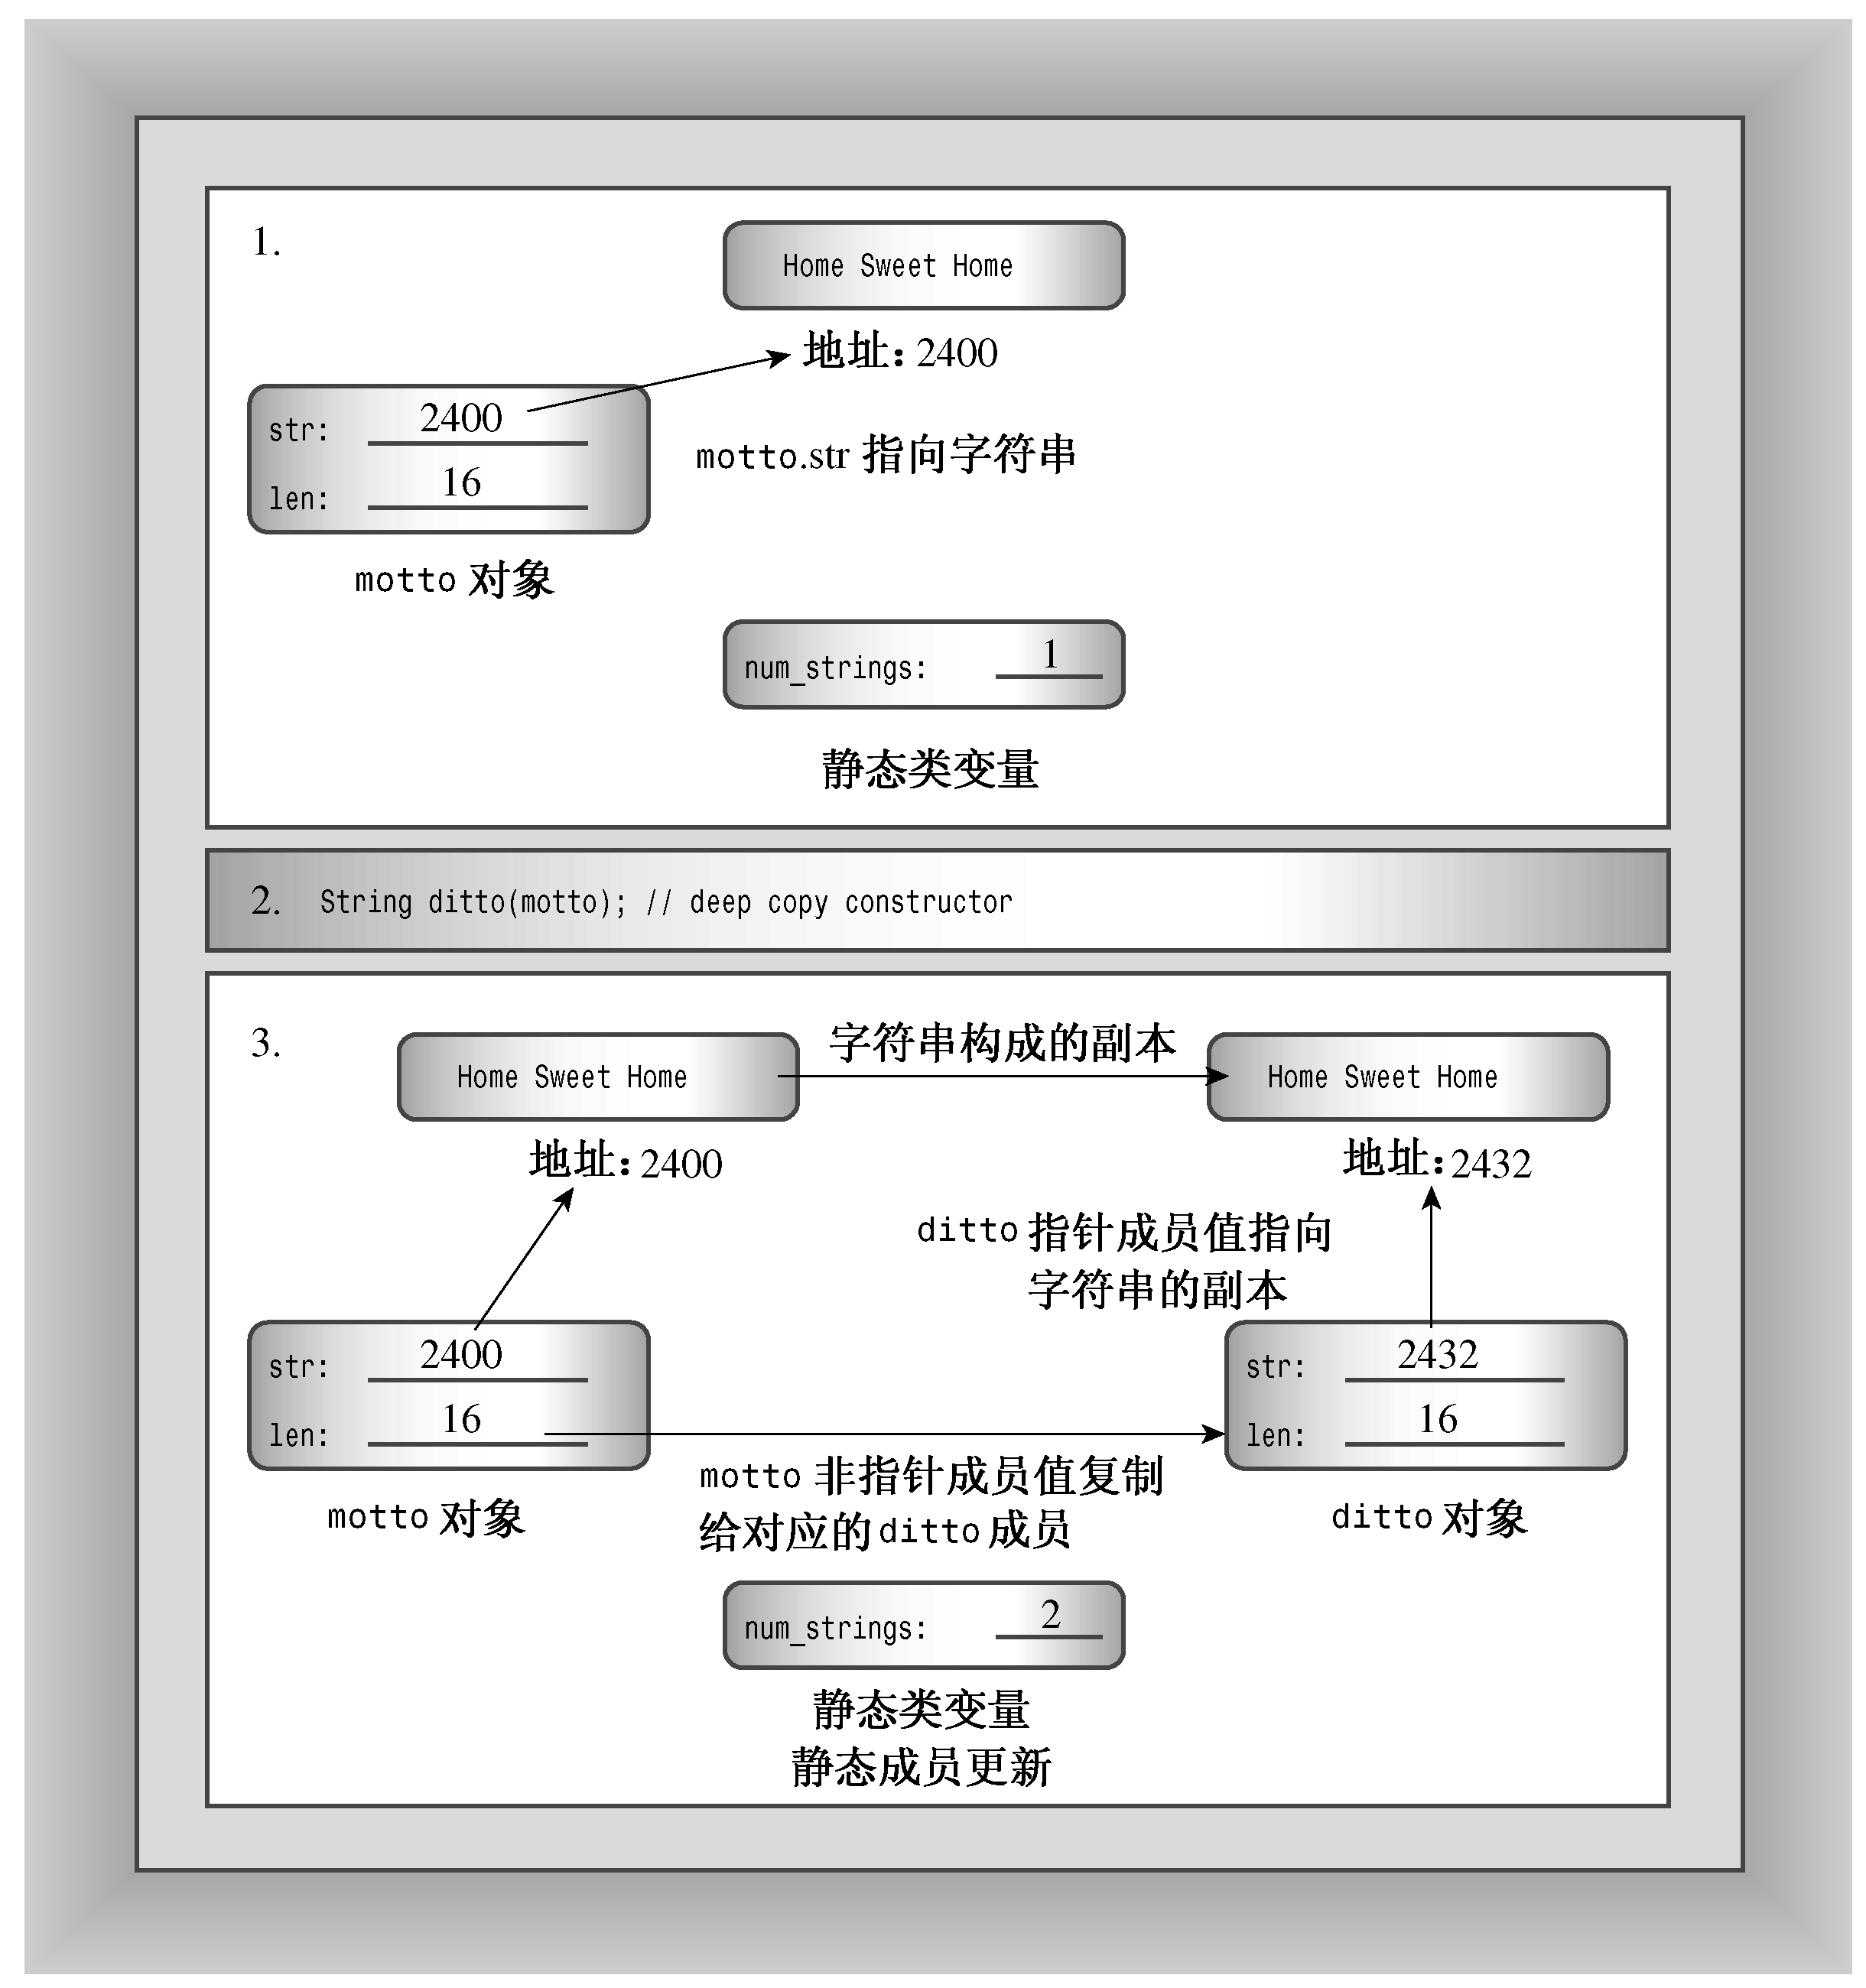 1.
Home Sweet Home
地址：2400
str: 2400
len: 16
motto.str 指向字符串
motto 对象
num_strings: 1
静态类变量
2. String ditto(motto); // deep copy constructor
3.
Home Sweet Home
字符串构成的副本
Home Sweet Home
地址：2400
地址：2432
ditto 指针成员值指向
字符串的副本
str: 2400
len: 16
str: 2432
len: 16
motto 非指针成员值复制
给对应的ditto 成员
motto 对象
ditto 对象
num_strings: 2
静态类变量
静态成员更新